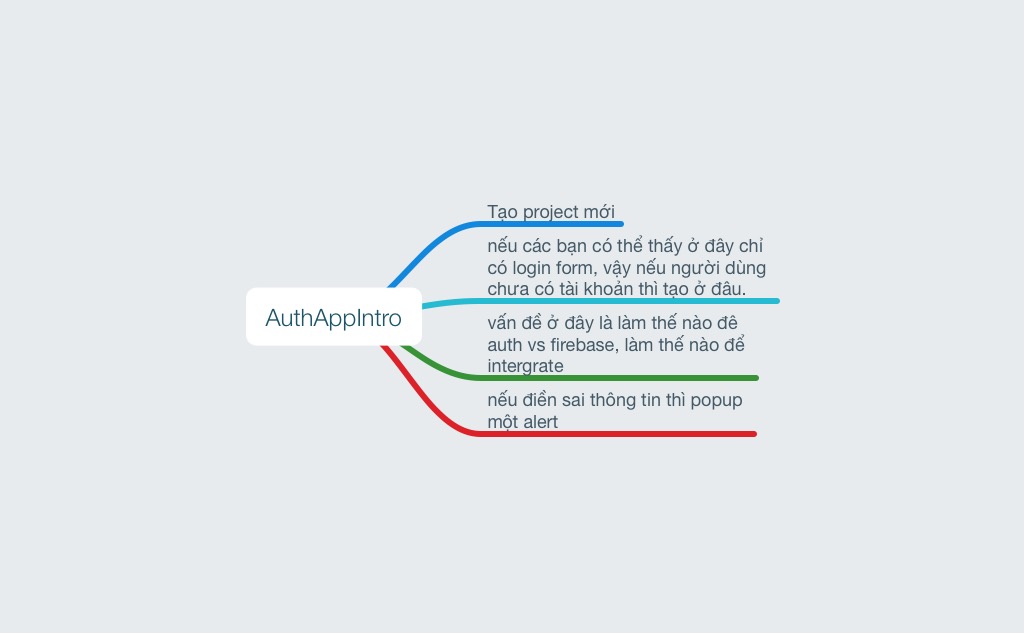 AuthAppIntro
Tạo project mới
nếu các bạn có thể thấy ở đây chỉ
có login form, vậy nếu người dùng
chưa có tài khoản thì tạo ở đâu.
vấn đề ở đây là làm thế nào đê
auth vs firebase, làm thế nào để
intergrate
nếu điền sai thông tin thì popup
một alert